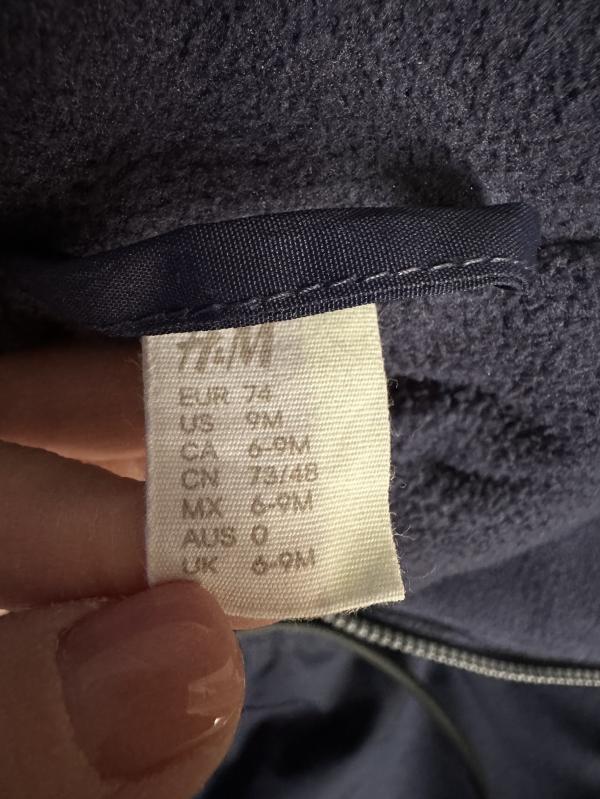 H&M
EUR 74
US 9M
CA 6-9M
CN 73/48
MX 6-9M
AUS 0
UK 6-9M